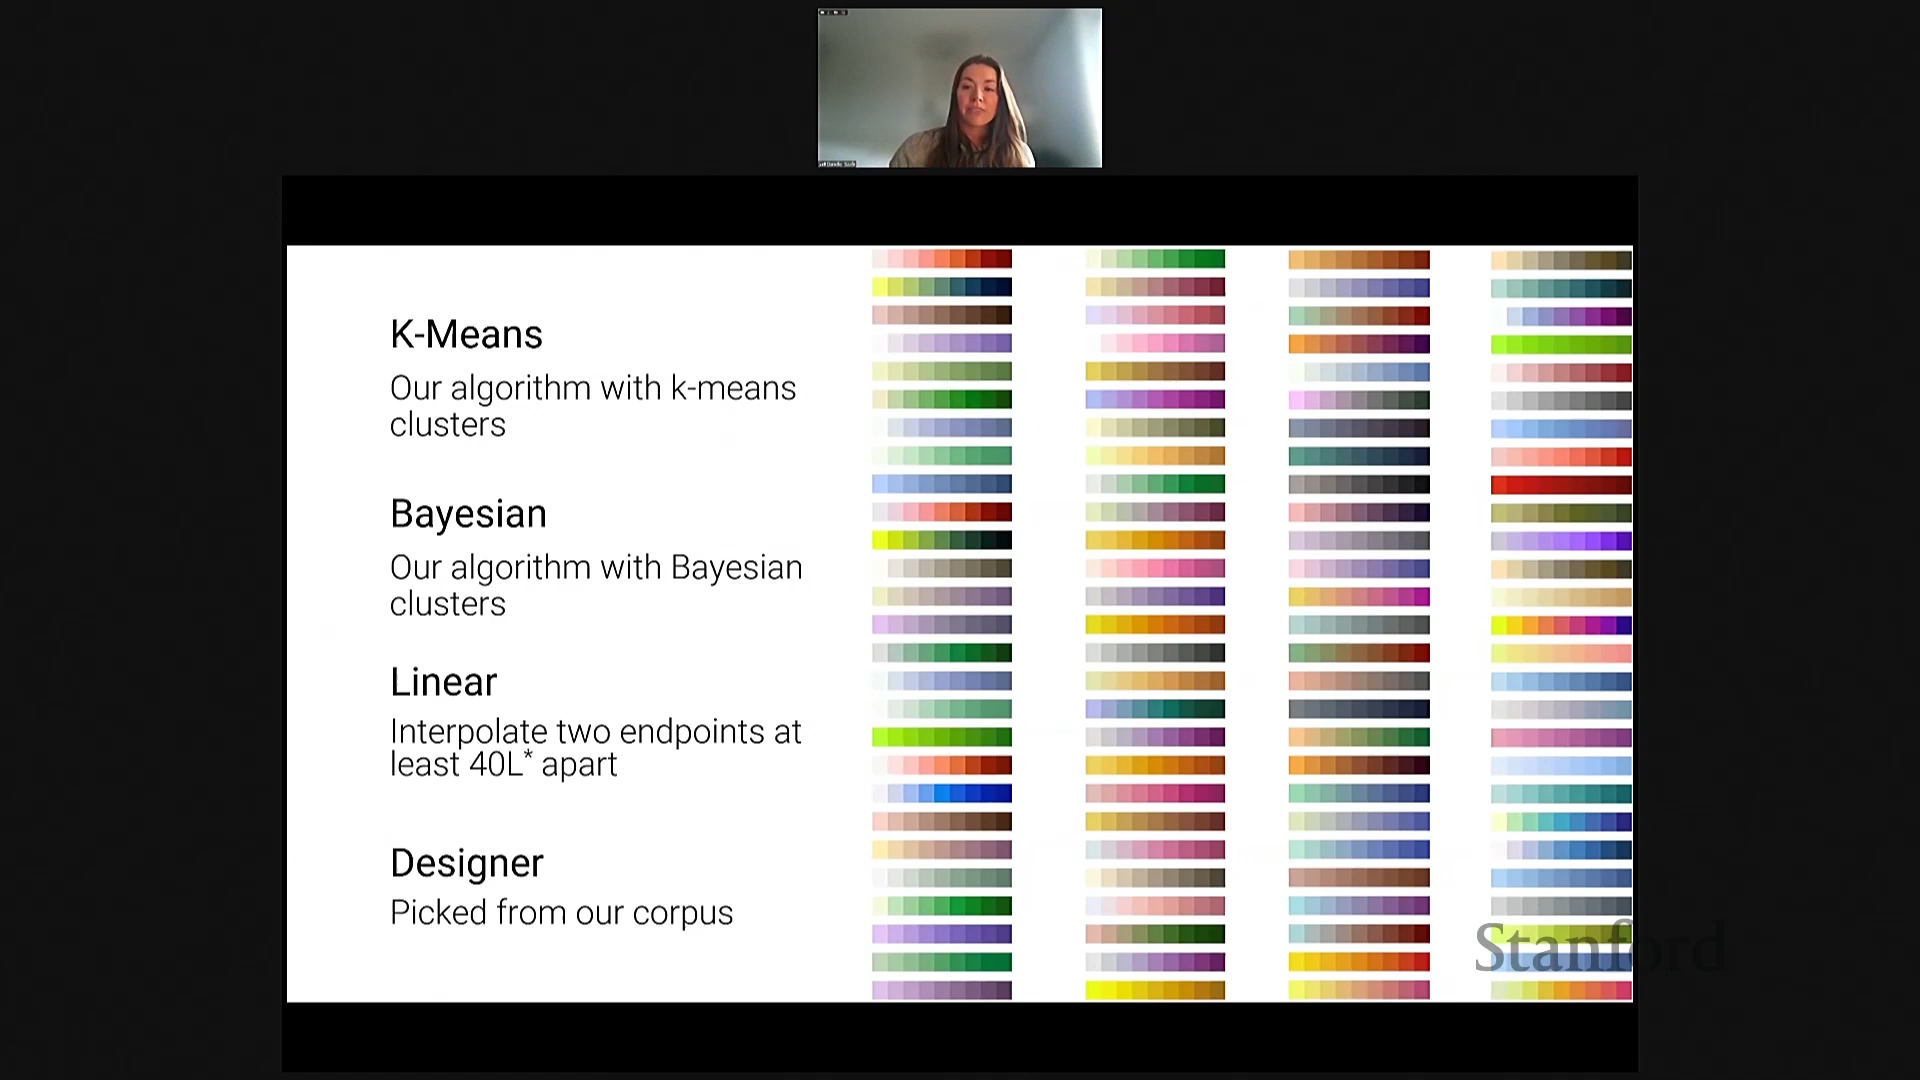 K-Means
Our algorithm with k-means
clusters
Bayesian
Our algorithm with Bayesian
clusters
Linear
Interpolate two endpoints at
least 40L* apart
Designer
Picked from our corpus
Stanford